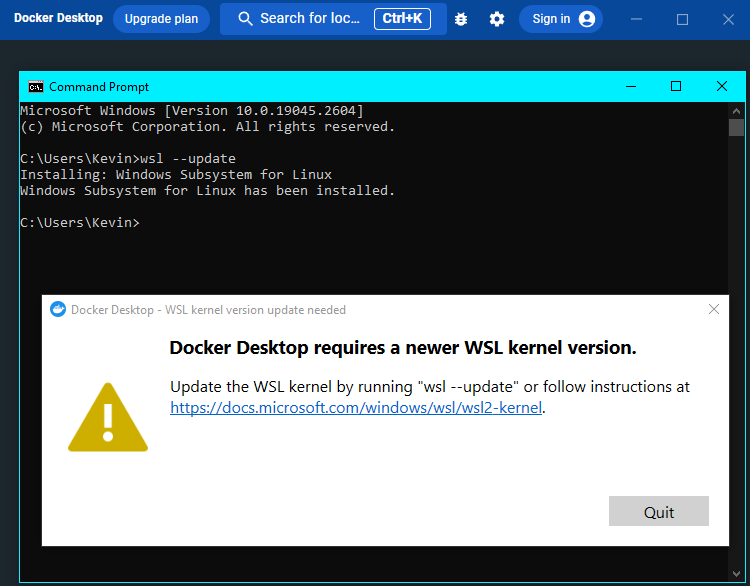 Docker Desktop Upgrade plan Search for loc... Ctrl+K Sign in
C:\. Command Prompt
Microsoft Windows [Version 10.0.19045.2604]
(c) Microsoft Corporation. All rights reserved.
C:\Users\Kevin>wsl --update
Installing: Windows Subsystem for Linux
Windows Subsystem for Linux has been installed.
C:\Users\Kevin>
Docker Desktop - WSL kernel version update needed
Docker Desktop requires a newer WSL kernel version.
Update the WSL kernel by running "wsl --update" or follow instructions at
https://docs.microsoft.com/windows/wsl/wsl2-kernel.
Quit